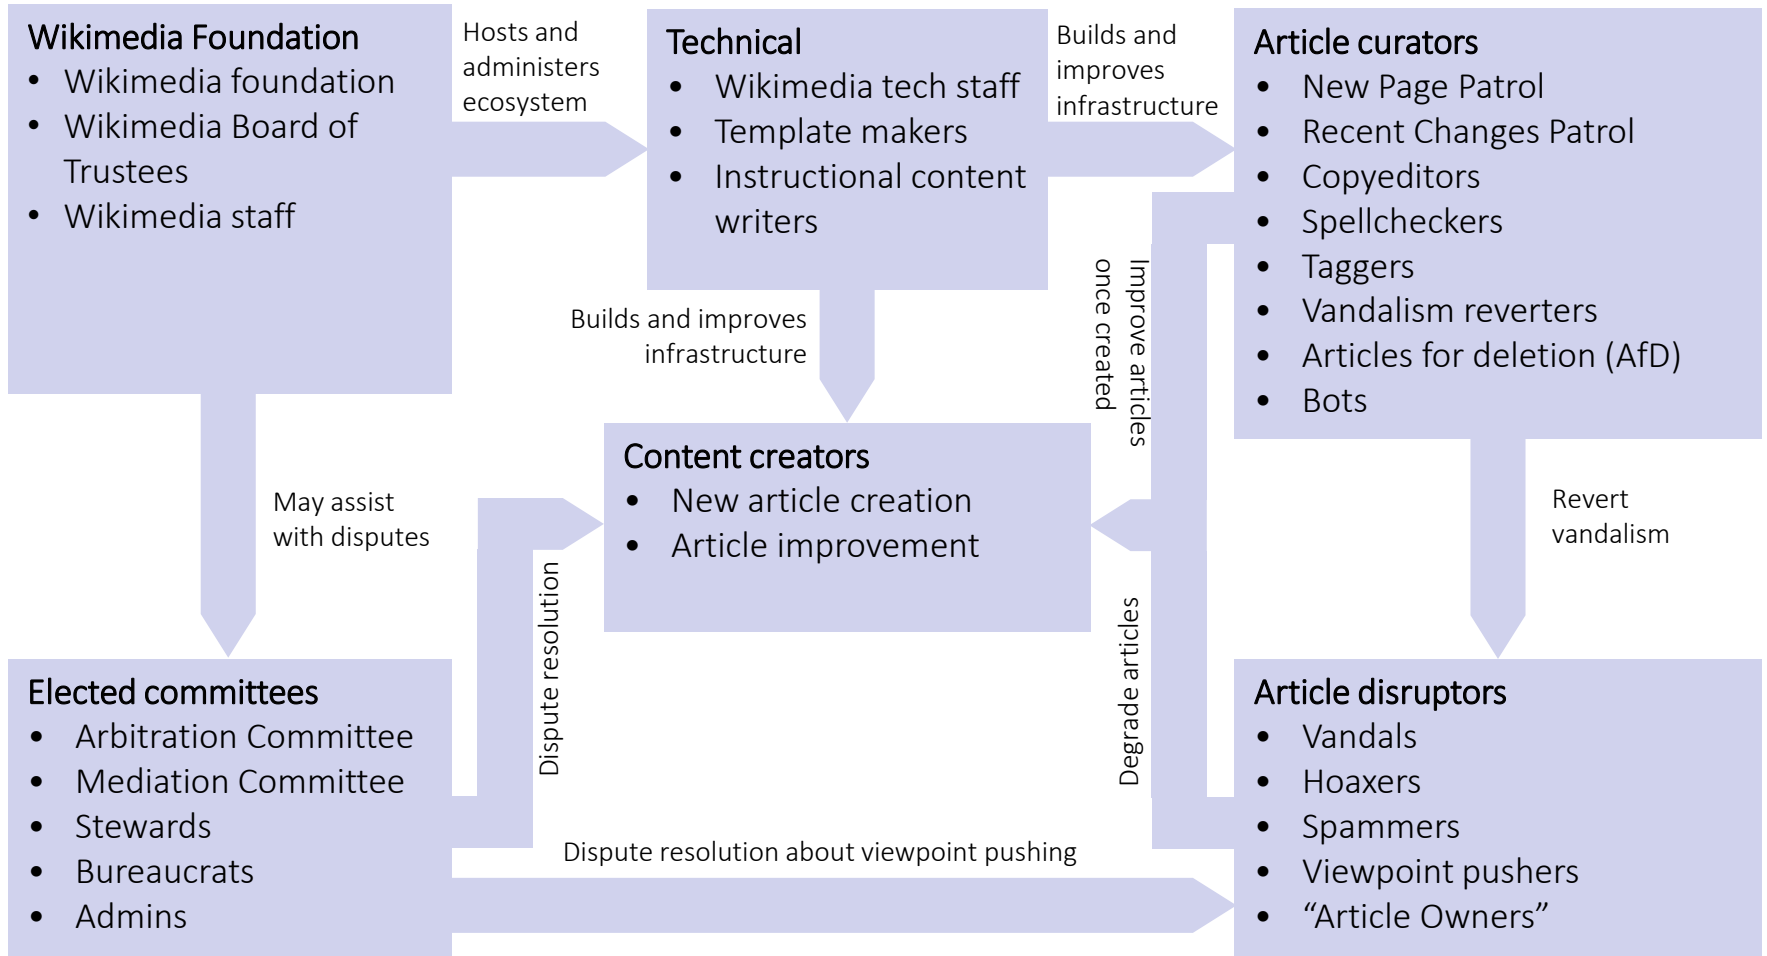 Wikimedia Foundation
• Wikimedia foundation
• Wikimedia Board of
Trustees
• Wikimedia staff
Hosts and
administers
ecosystem
Technical
• Wikimedia tech staff
• Template makers
• Instructional content
writers
Builds and
improves
infrastructure
Article curators
• New Page Patrol
• Recent Changes Patrol
• Copyeditors
• Spellcheckers
• Taggers
• Vandalism reverters
• Articles for deletion (AfD)
• Bots
Builds and improves
infrastructure
Improve articles
once created
Content creators
• New article creation
• Article improvement
May assist
with disputes
Revert
vandalism
Dispute resolution
Degrade articles
Elected committees
• Arbitration Committee
• Mediation Committee
• Stewards
• Bureaucrats
• Admins
Dispute resolution about viewpoint pushing
Article disruptors
• Vandals
• Hoaxers
• Spammers
• Viewpoint pushers
• “Article Owners”